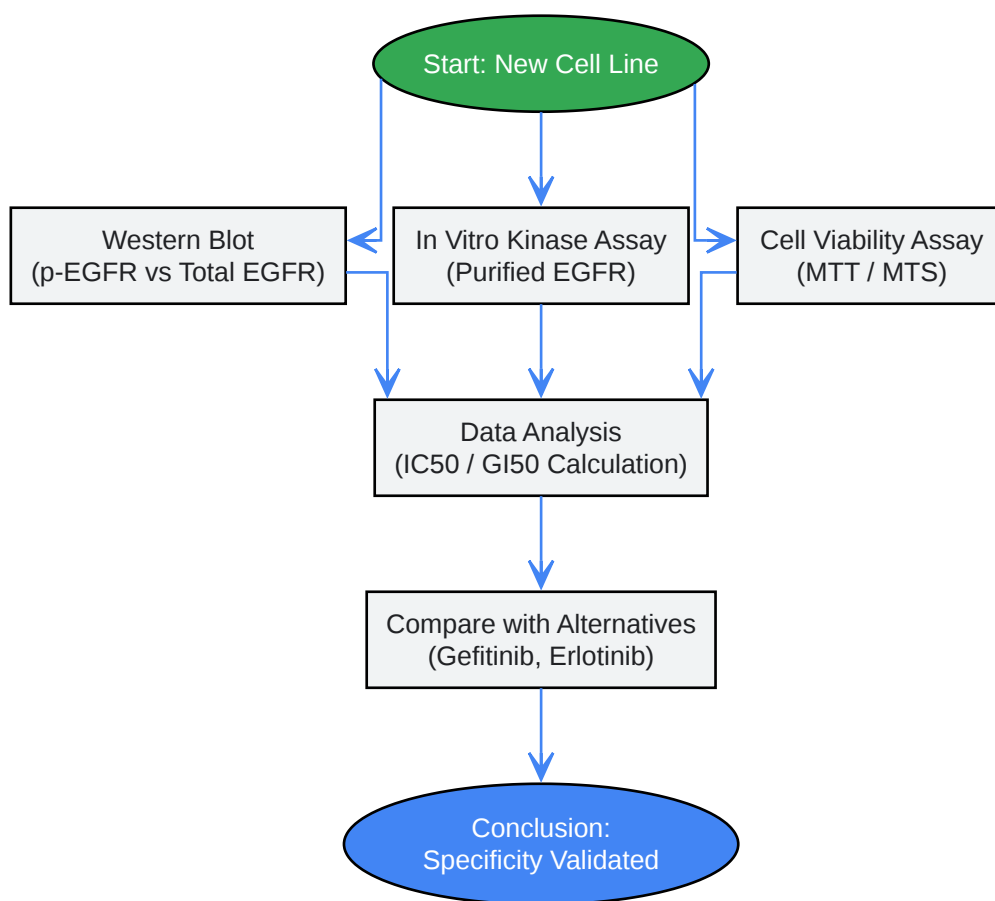 Start: New Cell Line
Western Blot
(p-EGFR vs Total EGFR)
In Vitro Kinase Assay
(Purified EGFR)
Cell Viability Assay
(MTT / MTS)
Data Analysis
(IC50 / GI50 Calculation)
Compare with Alternatives
(Gefitinib, Erlotinib)
Conclusion:
Specificity Validated